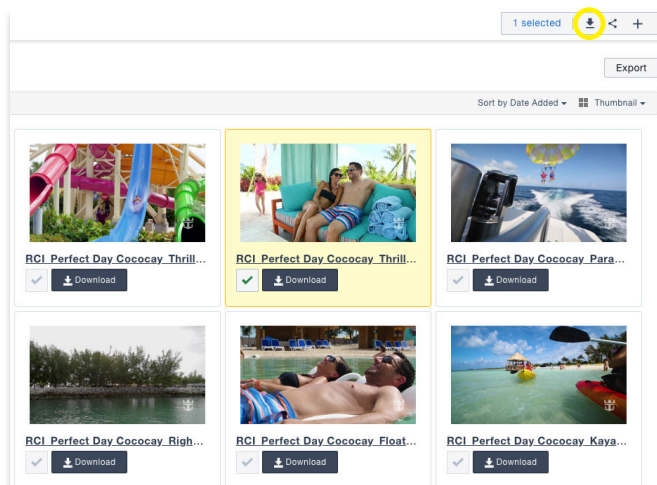 1 selected
Export
Sort by Date Added Thumbnail
RCI_Perfect Day Cococay_Thrill...
Download
RCI_Perfect Day Cococay_Thrill...
Download
RCI_Perfect Day Cococay_Para...
Download
RCI_Perfect Day Cococay_Righ...
Download
RCI_Perfect Day Cococay_Float...
Download
RCI_Perfect Day Cococay_Kaya...
Download